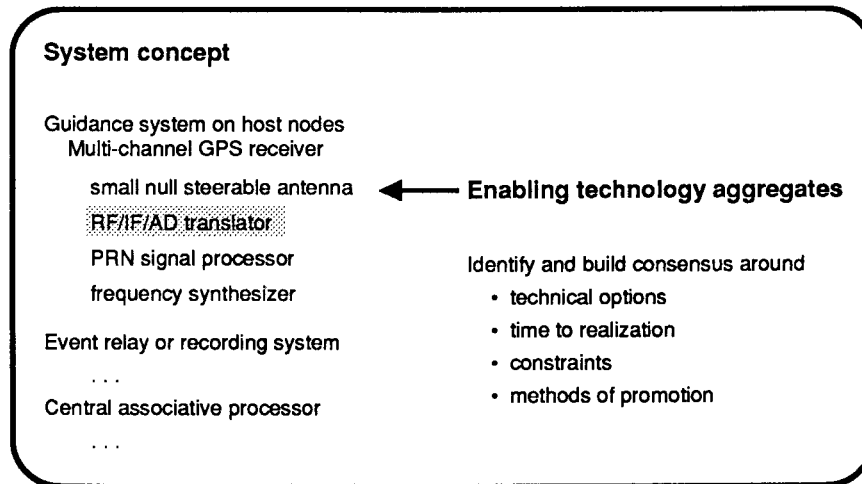 System concept
Guidance system on host nodes
Multi-channel GPS receiver
small null steerable antenna
RF/IF/AD translator
PRN signal processor
frequency synthesizer
Event relay or recording system
. . .
Central associative processor
. . .
Enabling technology aggregates
Identify and build consensus around
• technical options
• time to realization
• constraints
• methods of promotion